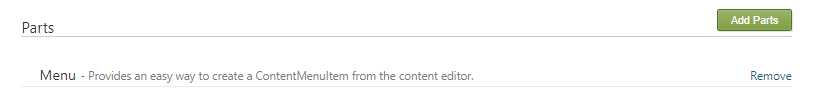 Parts
Add Parts
Menu - Provides an easy way to create a ContentMenuItem from the content editor.
Remove